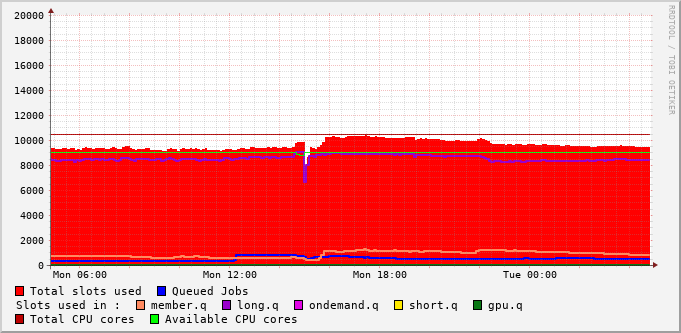 RRDTOOL / TOBI OETIKER
20000
18000
16000
14000
12000
10000
8000
6000
4000
2000
0
Mon 06:00 Mon 12:00 Mon 18:00 Tue 00:00
Total slots used Queued Jobs
Slots used in : member.q long.q ondemand.q short.q gpu.q
Total CPU cores Available CPU cores